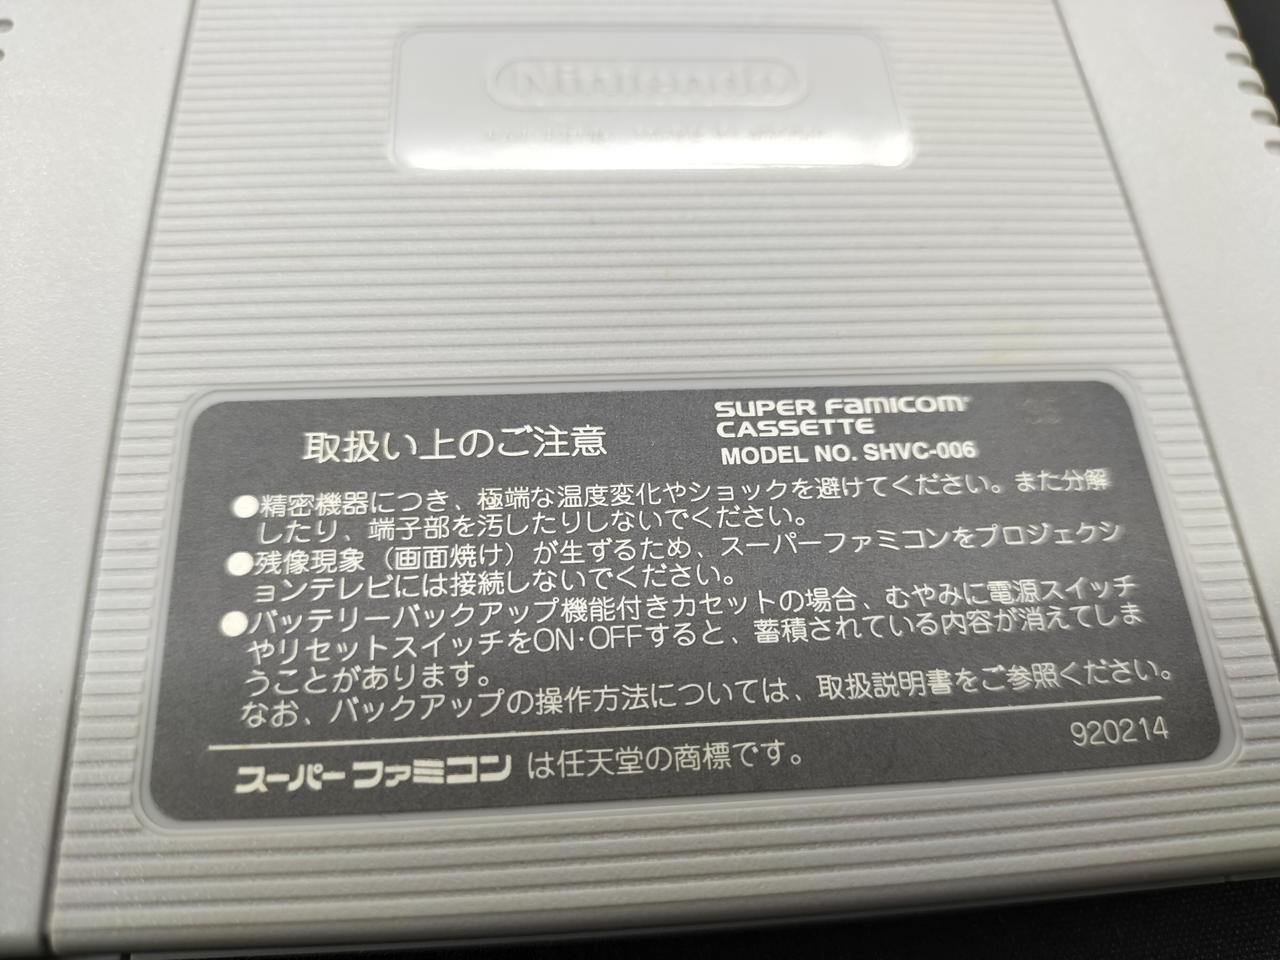 Nintendo
取扱い上のご注意
SUPER FAMICOM
CASSETTE
MODEL NO. SHVC-006
●精密機器につき、極端な温度変化やショックを避けてください。また分解
したり、端子部を汚したりしないでください。
●残像現象（画面焼け）が生ずるため、スーパーファミコンをプロジェクシ
ョンテレビには接続しないでください。
●バッテリーバックアップ機能付きカセットの場合、むやみに電源スイッチ
やリセットスイッチをON·OFFすると、蓄積されている内容が消えてしま
うことがあります。
なお、バックアップの操作方法については、取扱説明書をご参照ください。
920214
スーパーファミコンは任天堂の商標です。